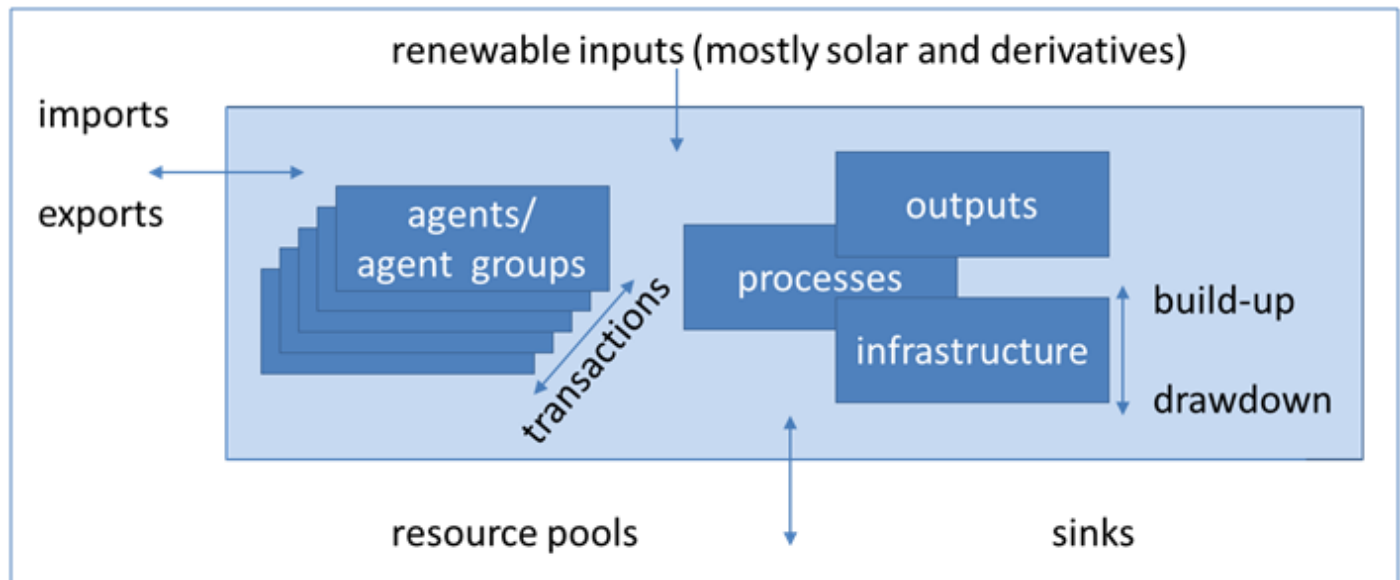 renewable inputs (mostly solar and derivatives)
imports
exports
agents/
agent groups
transactions
processes
outputs
infrastructure
build-up
drawdown
resource pools
sinks